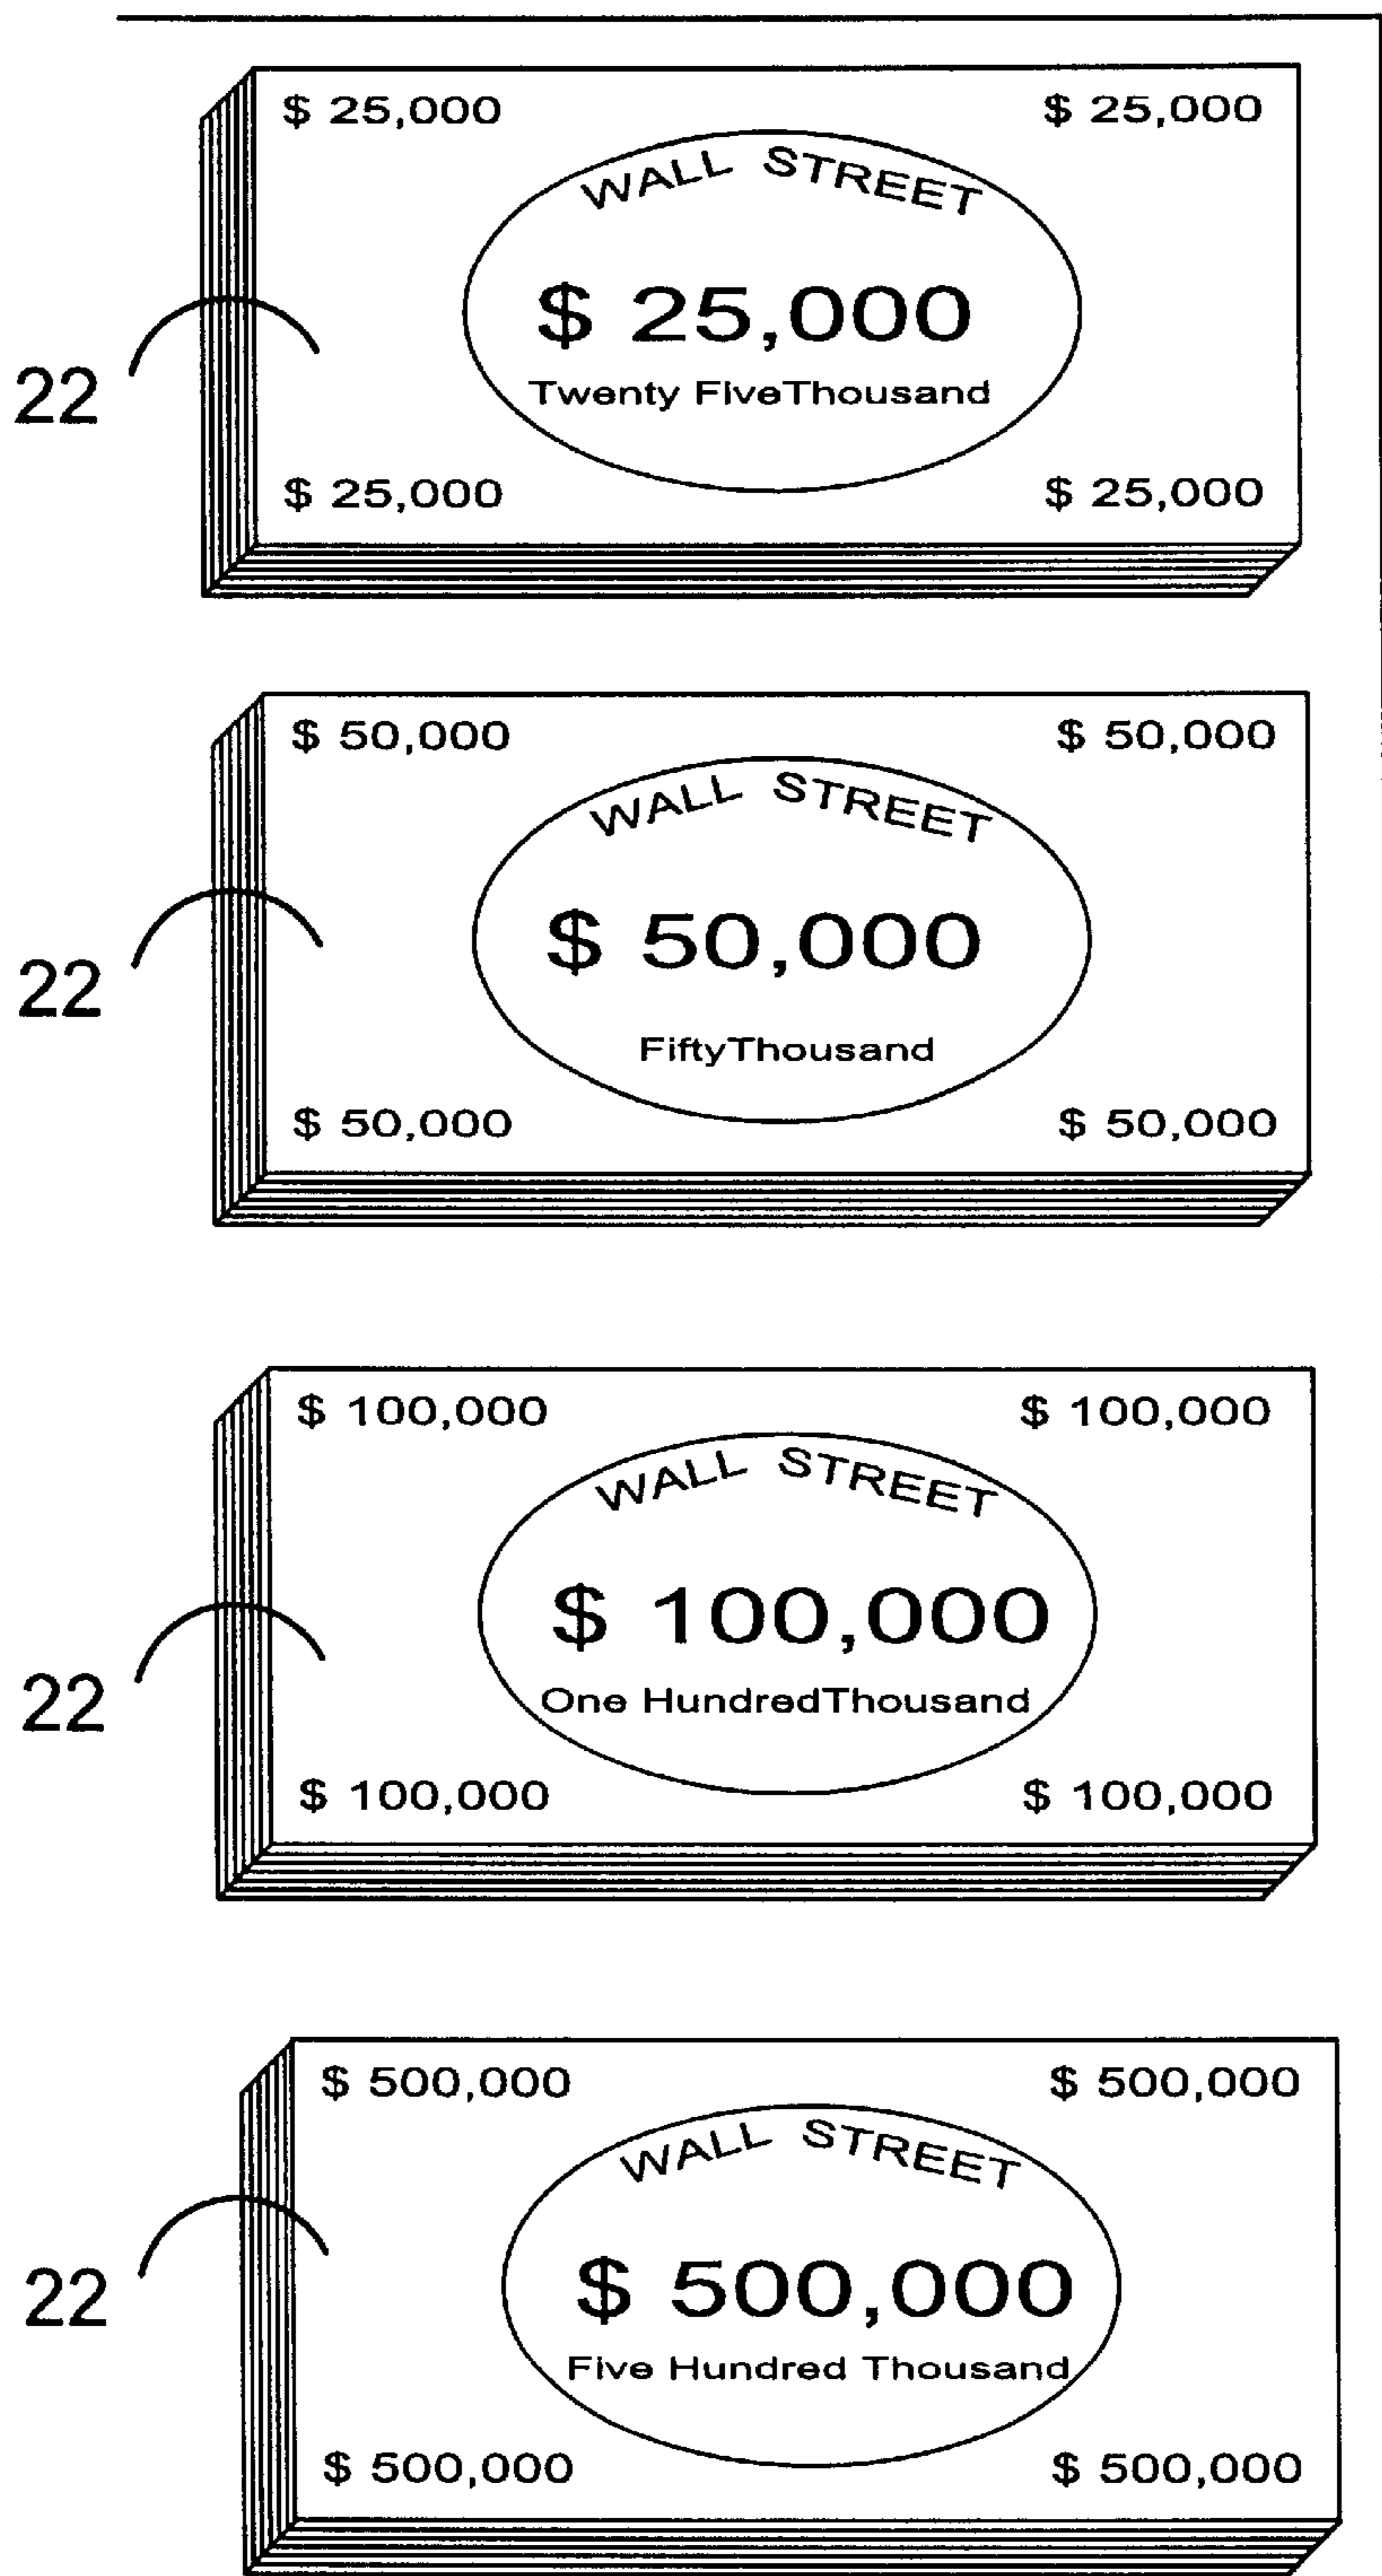 $ 25,000 $ 25,000
WALL STREET
$ 25,000
22
Twenty FiveThousand
$ 25,000 $ 25,000
$ 50,000 $ 50,000
WALL STREET
$ 50,000
22
FiftyThousand
$ 50,000 $ 50,000
$ 100,000 $ 100,000
WALL STREET
$ 100,000
22
One HundredThousand
$ 100,000 $ 100,000
$ 500,000 $ 500,000
WALL STREET
$ 500,000
22
Five Hundred Thousand
$ 500,000 $ 500,000